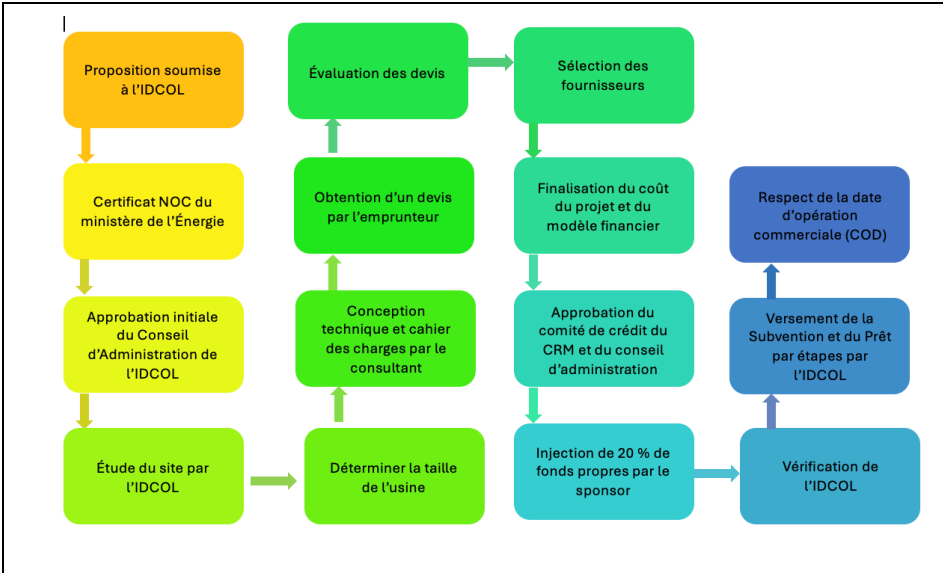 Proposition soumise
à l’IDCOL
Certificat NOC du
ministère de l’Énergie
Approbation initiale
du Conseil
d’Administration de
l’IDCOL
Étude du site par
l’IDCOL
Déterminer la taille
de l’usine
Conception
technique et cahier
des charges par le
consultant
Obtention d’un devis
par l’emprunteur
Évaluation des devis
Sélection des
fournisseurs
Finalisation du coût
du projet et du
modèle financier
Approbation du
comité de crédit du
CRM et du conseil
d’administration
Injection de 20 % de
fonds propres par le
sponsor
Vérification de
l’IDCOL
Versement de la
Subvention et du Prêt
par étapes par
l’IDCOL
Respect de la date
d’opération
commerciale (COD)